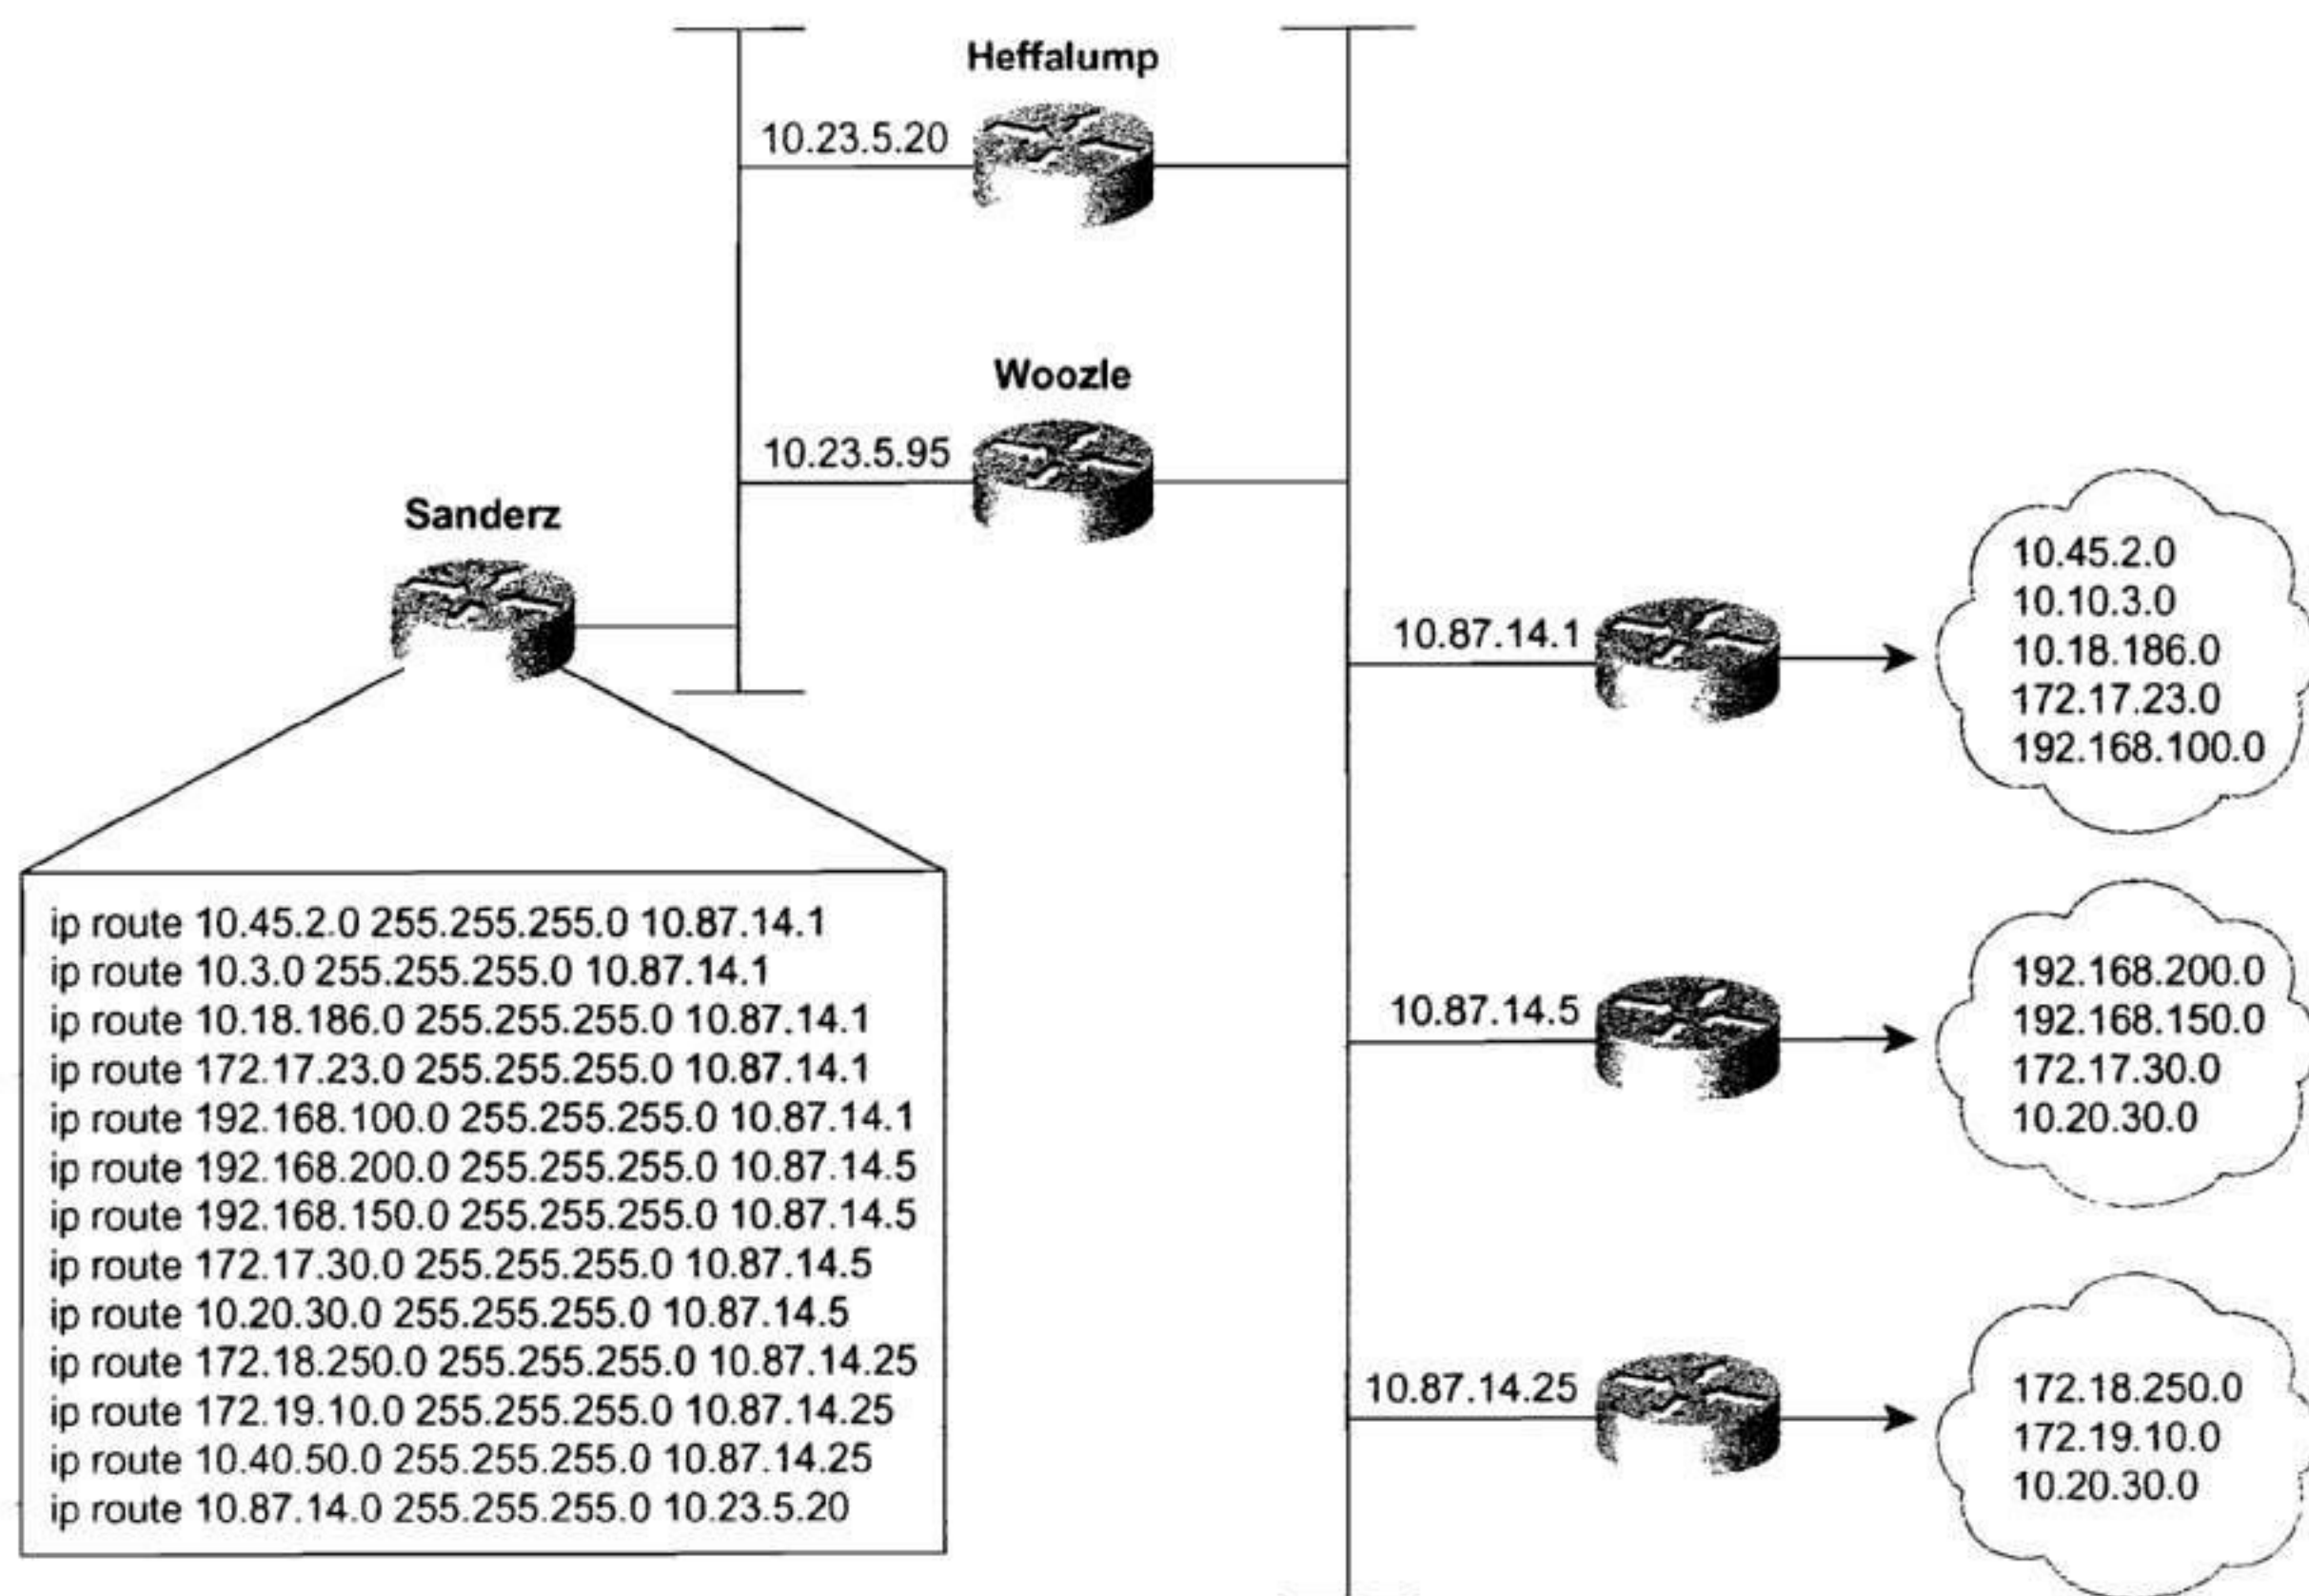 Heffalump
10.23.5.20
Woozle
10.23.5.95
Sanderz
10.87.14.1
10.45.2.0
10.10.3.0
10.18.186.0
172.17.23.0
192.168.100.0
10.87.14.5
192.168.200.0
192.168.150.0
172.17.30.0
10.20.30.0
10.87.14.25
172.18.250.0
172.19.10.0
10.20.30.0
ip route 10.45.2.0 255.255.255.0 10.87.14.1
ip route 10.3.0 255.255.255.0 10.87.14.1
ip route 10.18.186.0 255.255.255.0 10.87.14.1
ip route 172.17.23.0 255.255.255.0 10.87.14.1
ip route 192.168.100.0 255.255.255.0 10.87.14.1
ip route 192.168.200.0 255.255.255.0 10.87.14.5
ip route 192.168.150.0 255.255.255.0 10.87.14.5
ip route 172.17.30.0 255.255.255.0 10.87.14.5
ip route 10.20.30.0 255.255.255.0 10.87.14.5
ip route 172.18.250.0 255.255.255.0 10.87.14.25
ip route 172.19.10.0 255.255.255.0 10.87.14.25
ip route 10.40.50.0 255.255.255.0 10.87.14.25
ip route 10.87.14.0 255.255.255.0 10.23.5.20